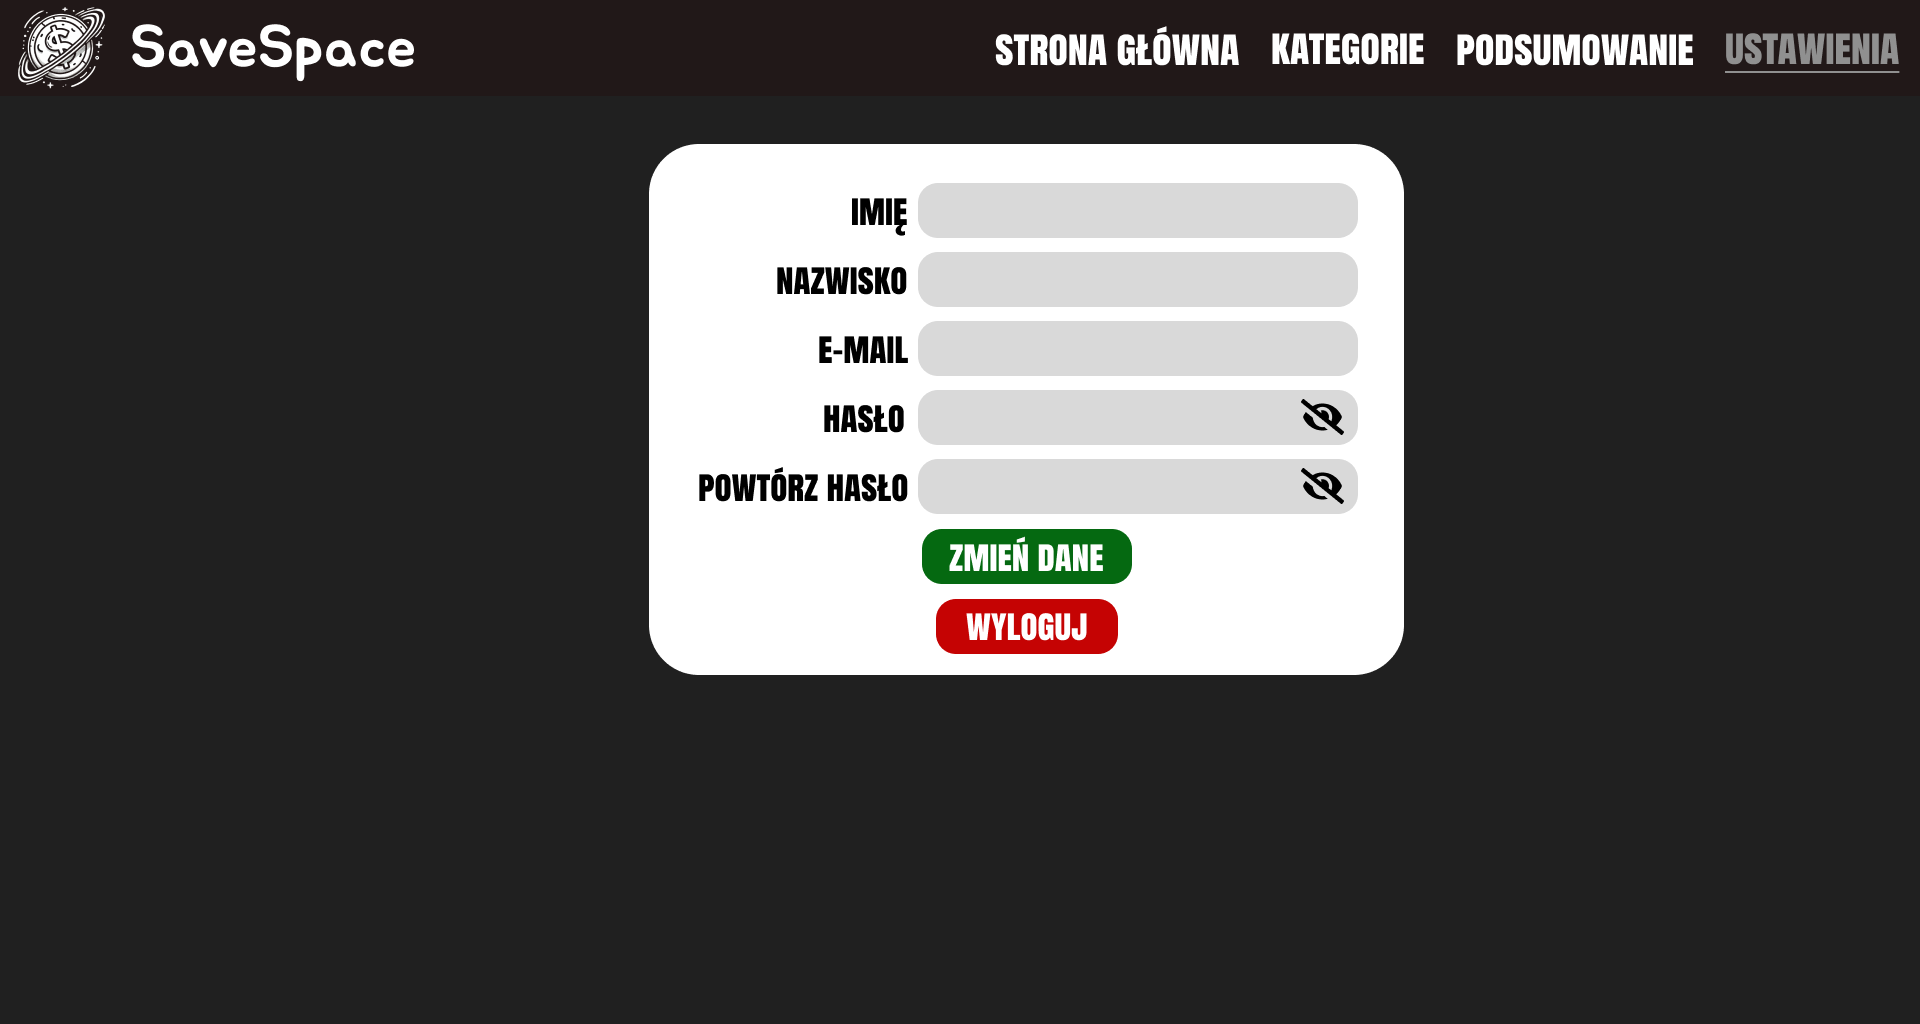 SaveSpace
STRONA GŁÓWNA
KATEGORIE
PODSUMOWANIE
USTAWIENIA
IMIĘ
NAZWISKO
E-MAIL
HASŁO
POWTÓRZ HASŁO
ZMIEŃ DANE
WYLOGUJ